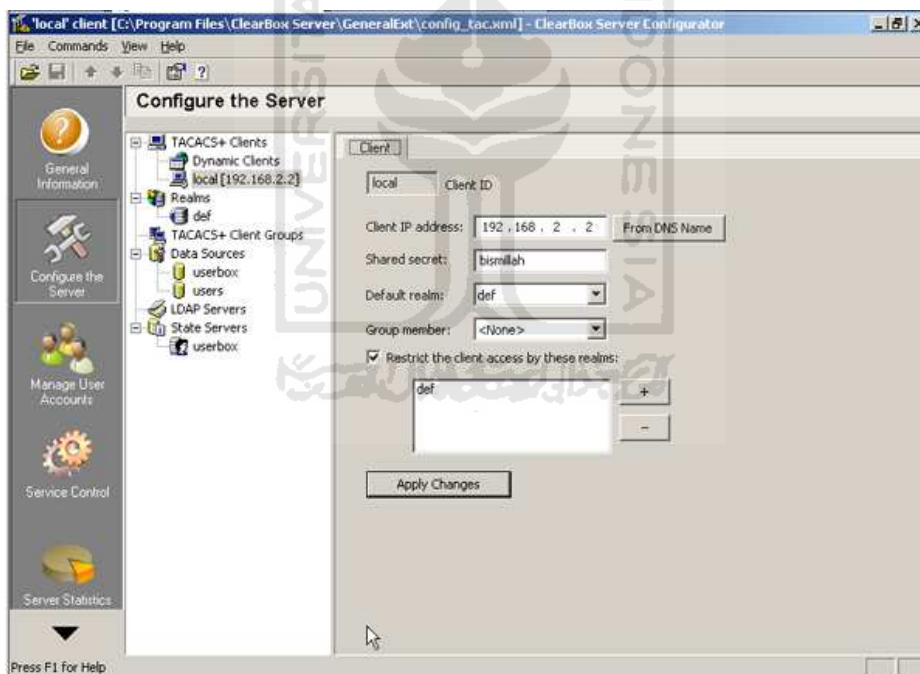 'local' client [C:\Program Files\ClearBox Server\GeneralExt\config_tac.xml] - ClearBox Server Configurator
File Commands View Help
Configure the Server
General Information
Configure the Server
Manage User Accounts
Service Control
Server Statistics
TACACS+ Clients
Dynamic Clients
local [192.168.2.2]
Realms
def
TACACS+ Client Groups
Data Sources
userbox
users
LDAP Servers
State Servers
userbox
Client
local Client ID
Client IP address: 192 . 168 . 2 . 2 From DNS Name
Shared secret: bismillah
Default realm: def
Group member: <None>
Restrict the client access by these realms:
def
+
-
Apply Changes
Press F1 for Help